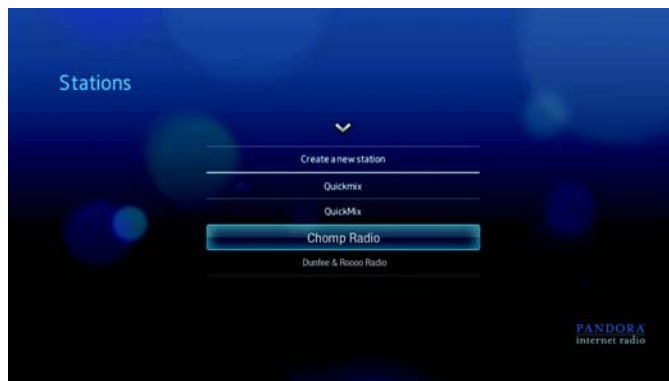 Stations
Create a new station
Quickmix
QuickMix
Chomp Radio
Dunfee & Roooo Radio
PANDORA
internet radio